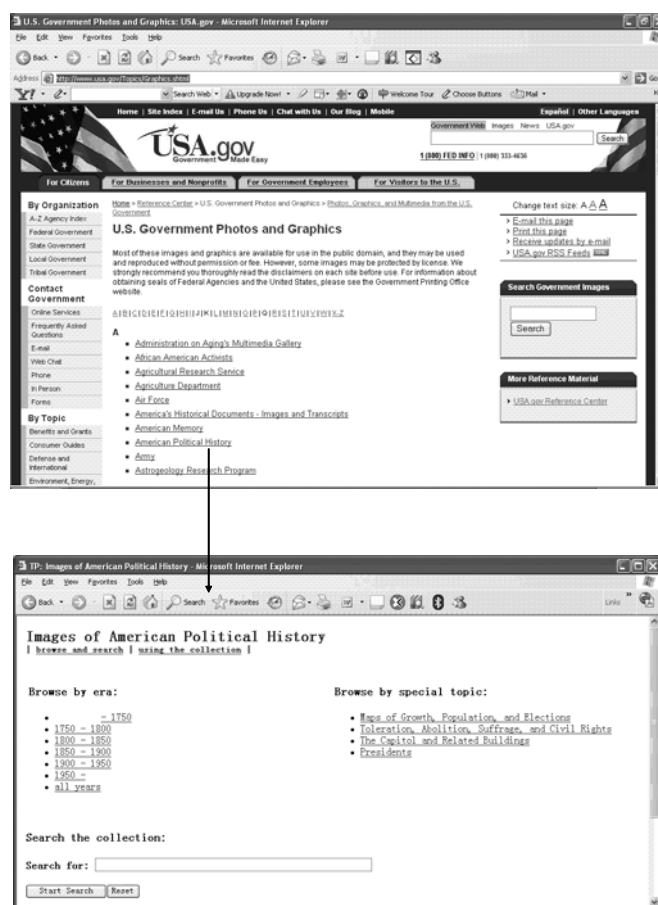 U.S. Government Photos and Graphics: USA.gov - Microsoft Internet Explorer
File Edit View Favorites Tools Help
Back Search Favorites
Address http://www.usa.gov/Topics/Graphics.shtml Go
Search Web Upgrade Now! Welcome Tour Choose Buttons Mail
Home | Site Index | E-mail Us | Phone Us | Chat with Us | Our Blog | Mobile Español | Other Languages
Government Web Images News USA.gov
USA.gov Search
Government Made Easy
1 (800) FED INFO | 1 (800) 333-4636
For Citizens For Businesses and Nonprofits For Government Employees For Visitors to the U.S.
By Organization
A-Z Agency Index
Federal Government
State Government
Local Government
Tribal Government
Contact
Government
Online Services
Frequently Asked
Questions
E-mail
Web Chat
Phone
In Person
Forms
By Topic
Benefits and Grants
Consumer Guides
Defense and
International
Environment, Energy,
Home > Reference Center > U.S. Government Photos and Graphics > Photos, Graphics, and Multimedia from the U.S.
Government
U.S. Government Photos and Graphics
Most of these images and graphics are available for use in the public domain, and they may be used
and reproduced without permission or fee. However, some images may be protected by license. We
strongly recommend you thoroughly read the disclaimers on each site before use. For information about
obtaining seals of Federal Agencies and the United States, please see the Government Printing Office
website.
A
Administration on Aging's Multimedia Gallery
African American Activists
Agricultural Research Service
Agriculture Department
Air Force
America's Historical Documents - Images and Transcripts
American Memory
American Political History
Army
Astrogeology Research Program
Change text size: A A A
E-mail this page
Print this page
Receive updates by e-mail
USA.gov RSS Feeds
Search Government Images
Search
More Reference Material
USA.gov Reference Center
TP: Images of American Political History - Microsoft Internet Explorer
File Edit View Favorites Tools Help
Back Search Favorites Links
Images of American Political History
| browse and search | using the collection |
Browse by era:
- 1750
1750 - 1800
1800 - 1850
1850 - 1900
1900 - 1950
1950 -
all years
Browse by special topic:
Maps of Growth, Population, and Elections
Toleration, Abolition, Suffrage, and Civil Rights
The Capitol and Related Buildings
Presidents
Search the collection:
Search for:
Start Search Reset